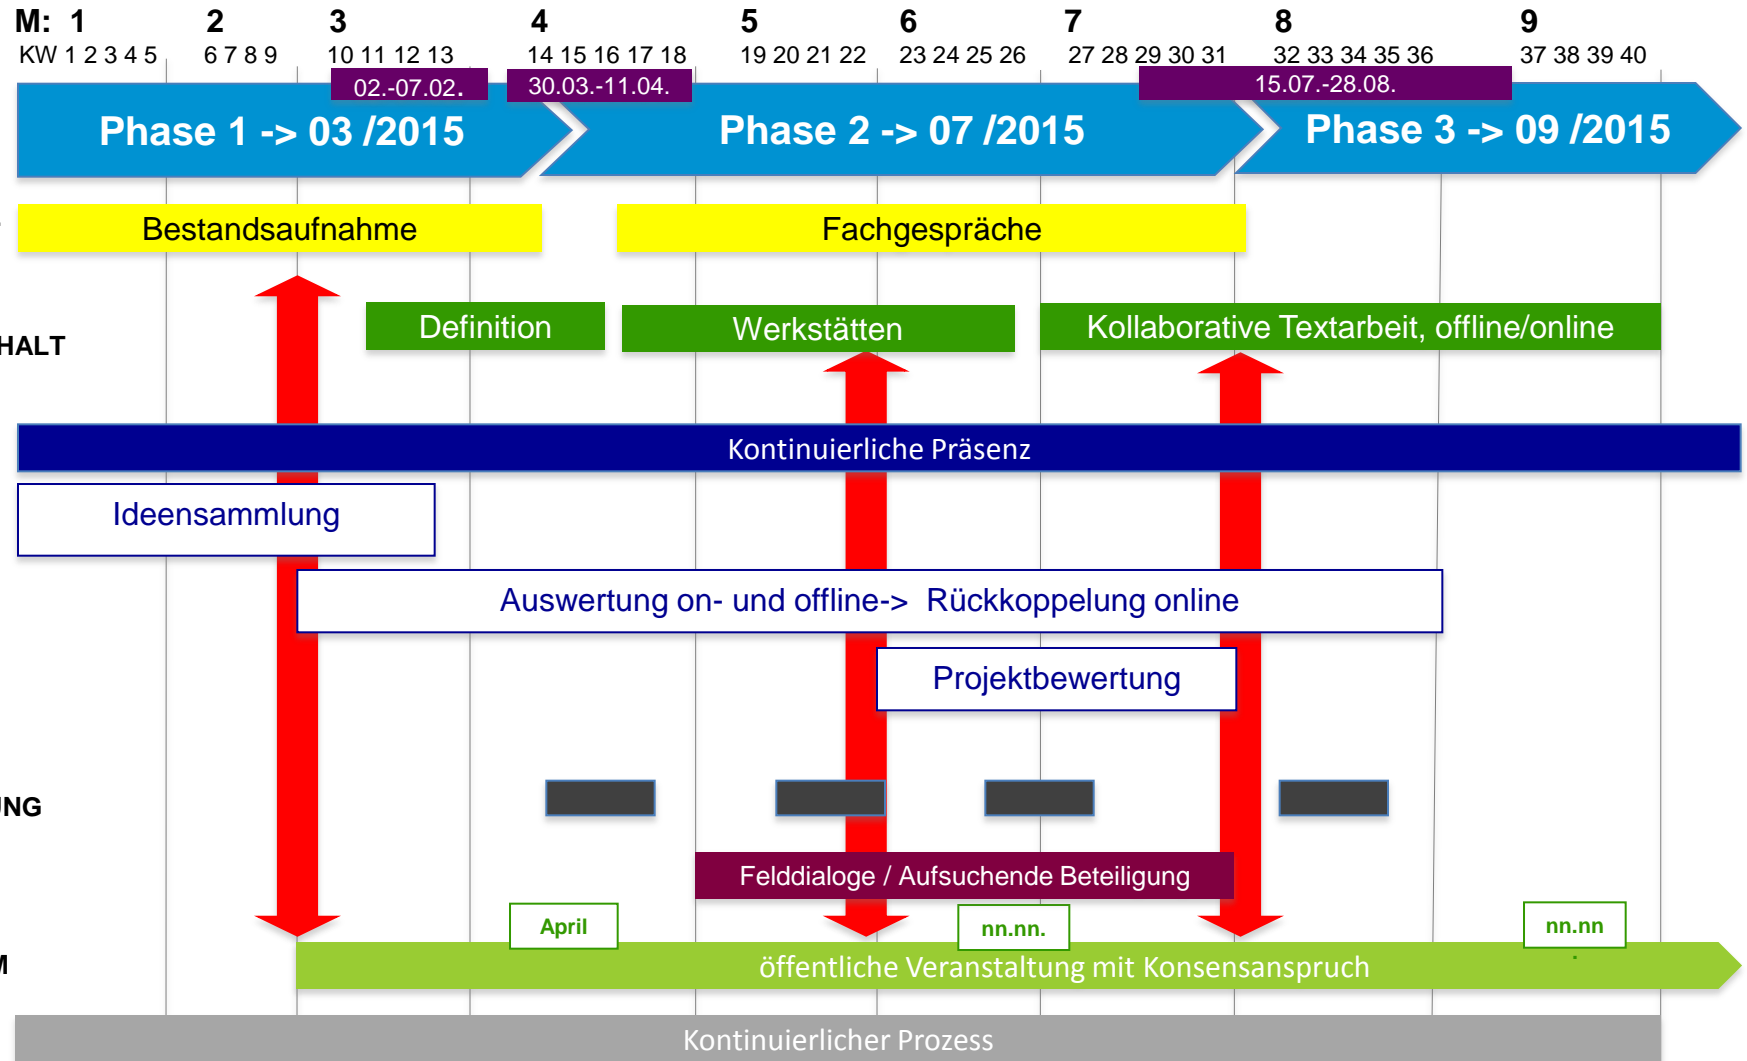 M: 1 2 3 4 5 6 7 8 9
KW 1 2 3 4 5 6 7 8 9 10 11 12 13 14 15 16 17 18 19 20 21 22 23 24 25 26 27 28 29 30 31 32 33 34 35 36 37 38 39 40
02.-07.02. 30.03.-11.04. 15.07.-28.08.
Phase 1 -> 03 /2015 Phase 2 -> 07 /2015 Phase 3 -> 09 /2015
Bestandsaufnahme Fachgespräche
Definition Werkstätten Kollaborative Textarbeit, offline/online
HALT
Kontinuierliche Präsenz
Ideensammlung
Auswertung on- und offline-> Rückkoppelung online
Projektbewertung
UNG
Felddialoge / Aufsuchende Beteiligung
April nn.nn. nn.nn
.
M
öffentliche Veranstaltung mit Konsensanspruch
Kontinuierlicher Prozess